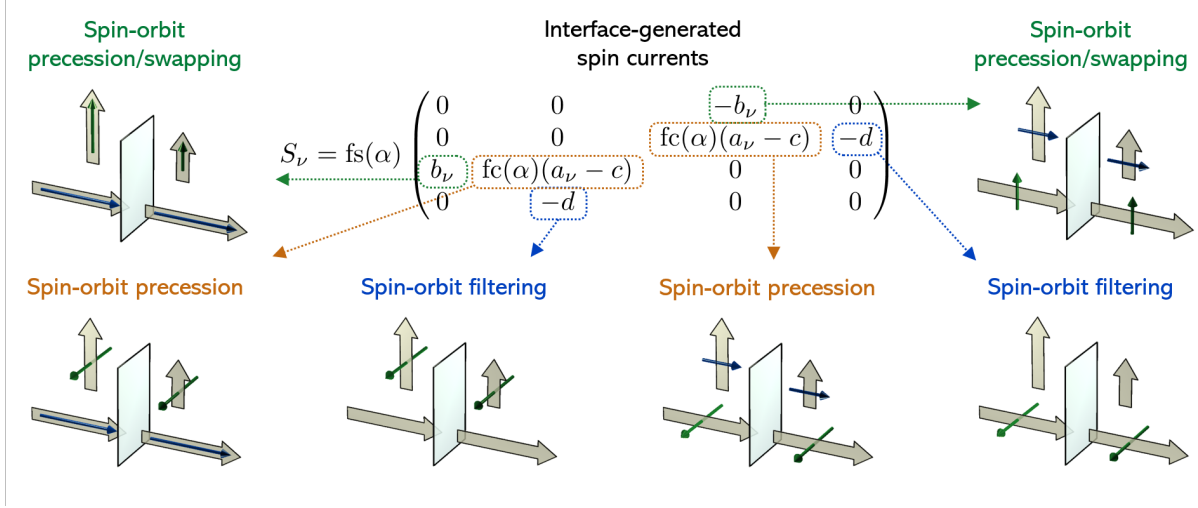 Spin-orbit
precession/swapping
Interface-generated
spin currents
Spin-orbit
precession/swapping
S_ν = fs(α)
0 0 −b_ν 0
0 0 fc(α)(a_ν − c) −d
b_ν fc(α)(a_ν − c) 0 0
0 −d 0 0
Spin-orbit precession
Spin-orbit filtering
Spin-orbit precession
Spin-orbit filtering